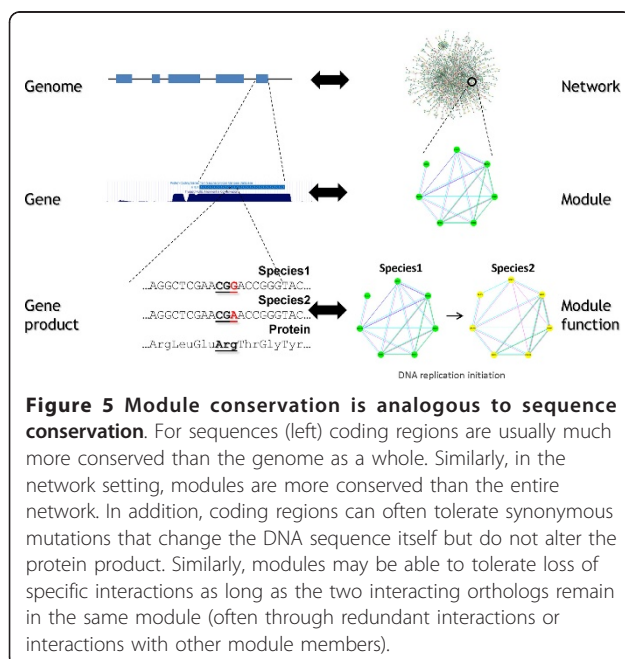 Genome
Network
Gene
Module
Species1
...AGGCTCGAACGGACCGGGTAC...
Species2
...AGGCTCGAACGAACCGGGTAC...
Protein
...ArgLeuGluArgThrGlyTyr...
Gene product
Species1
Species2
Module function
DNA replication initiation
Figure 5 Module conservation is analogous to sequence
conservation. For sequences (left) coding regions are usually much
more conserved than the genome as a whole. Similarly, in the
network setting, modules are more conserved than the entire
network. In addition, coding regions can often tolerate synonymous
mutations that change the DNA sequence itself but do not alter the
protein product. Similarly, modules may be able to tolerate loss of
specific interactions as long as the two interacting orthologs remain
in the same module (often through redundant interactions or
interactions with other module members).